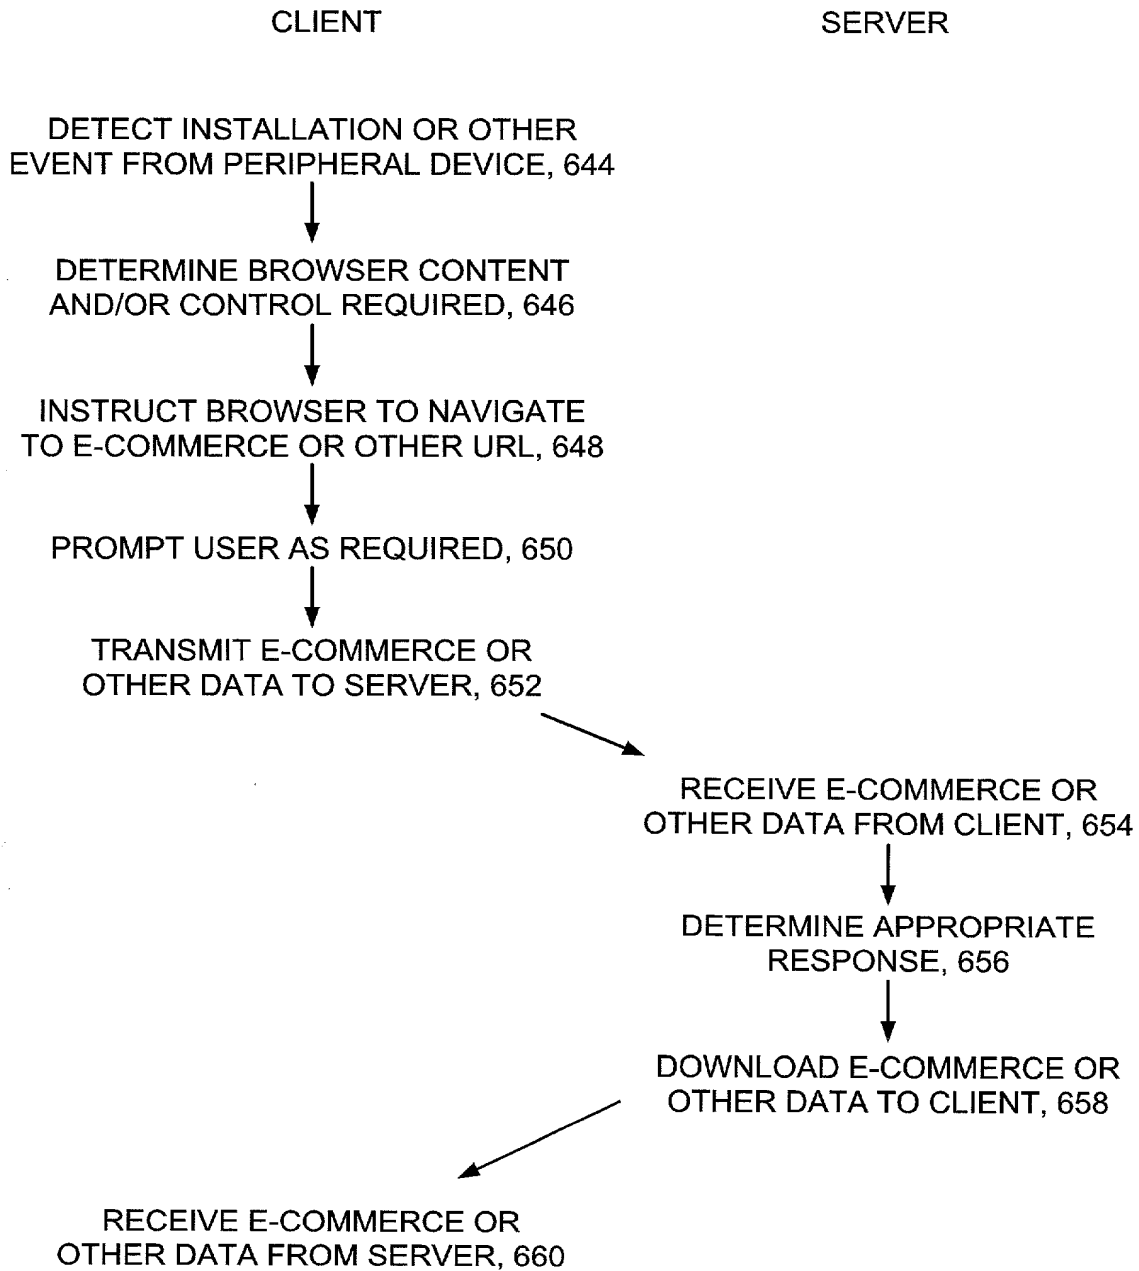 CLIENT
SERVER
DETECT INSTALLATION OR OTHER
EVENT FROM PERIPHERAL DEVICE, 644
DETERMINE BROWSER CONTENT
AND/OR CONTROL REQUIRED, 646
INSTRUCT BROWSER TO NAVIGATE
TO E-COMMERCE OR OTHER URL, 648
PROMPT USER AS REQUIRED, 650
TRANSMIT E-COMMERCE OR
OTHER DATA TO SERVER, 652
RECEIVE E-COMMERCE OR
OTHER DATA FROM CLIENT, 654
DETERMINE APPROPRIATE
RESPONSE, 656
DOWNLOAD E-COMMERCE OR
OTHER DATA TO CLIENT, 658
RECEIVE E-COMMERCE OR
OTHER DATA FROM SERVER, 660